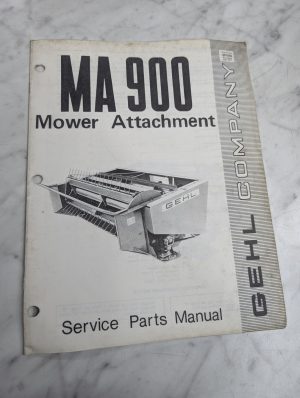 MA 900
Mower Attachment
GEHL
Service Parts Manual
GEHL COMPANY